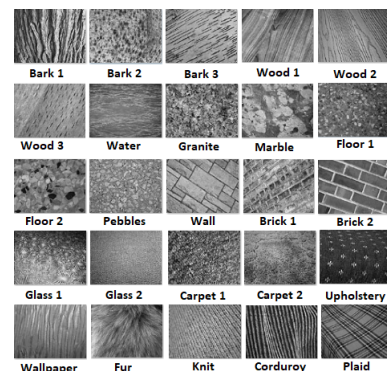 Bark 1 Bark 2 Bark 3 Wood 1 Wood 2
Wood 3 Water Granite Marble Floor 1
Floor 2 Pebbles Wall Brick 1 Brick 2
Glass 1 Glass 2 Carpet 1 Carpet 2 Upholstery
Wallpaper Fur Knit Corduroy Plaid